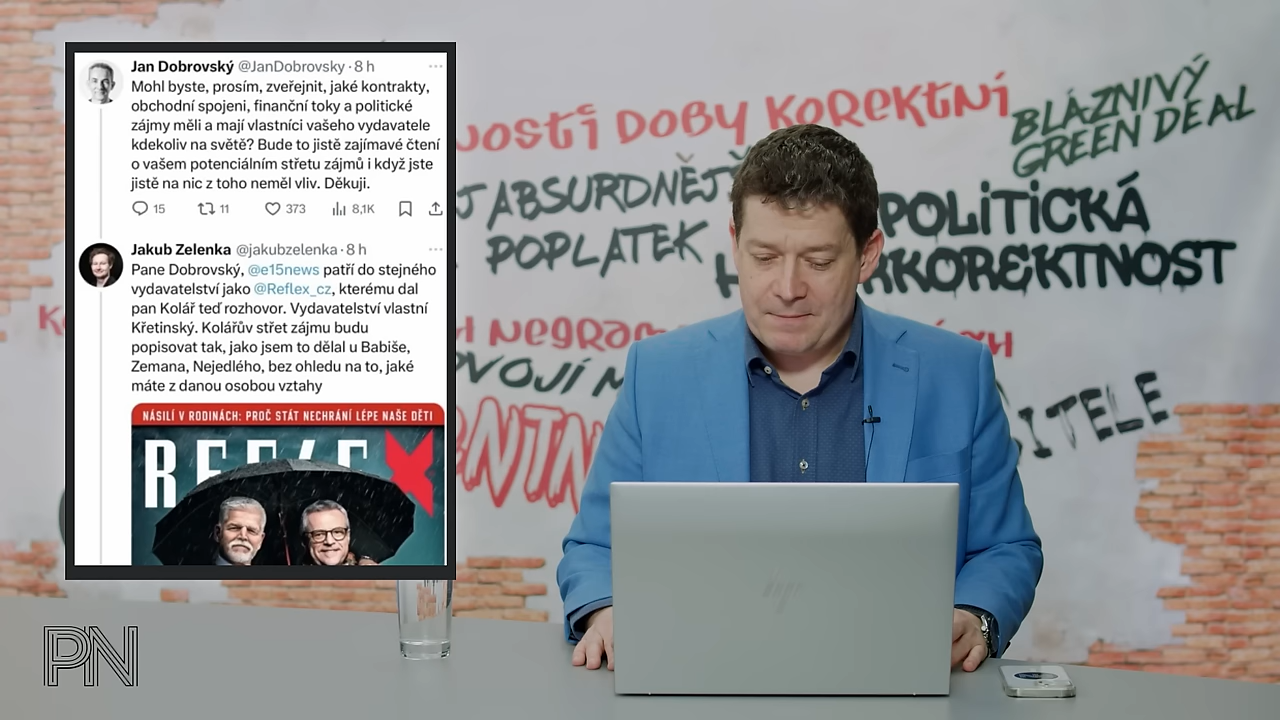 Jan Dobrovský @JanDobrovsky · 8 h
Mohl byste, prosím, zveřejnit, jaké kontrakty,
obchodní spojeni, finanční toky a politické
zájmy měli a mají vlastníci vašeho vydavatele
kdekoliv na světě? Bude to jistě zajímavé čtení
o vašem potenciálním střetu zájmů i když jste
jistě na nic z toho neměl vliv. Děkuji.
15 11 373 8,1K
Jakub Zelenka @jakubzelenka · 8 h
Pane Dobrovský, @e15news patří do stejného
vydavatelství jako @Reflex_cz, kterému dal
pan Kolář teď rozhovor. Vydavatelství vlastní
Křetinský. Kolářův střet zájmu budu
popisovat tak, jako jsem to dělal u Babiše,
Zemana, Nejedlého, bez ohledu na to, jaké
máte z danou osobou vztahy
NÁSILÍ V RODINÁCH: PROČ STÁT NECHRÁNÍ LÉPE NAŠE DĚTI
REFLEX
DOBY KOREKTNÍ
BLÁZNIVÝ
GREEN DEAL
ABSURDNĚJŠ
POPLATEK
POLITICKÁ
KOREKTNOST
PN
hp